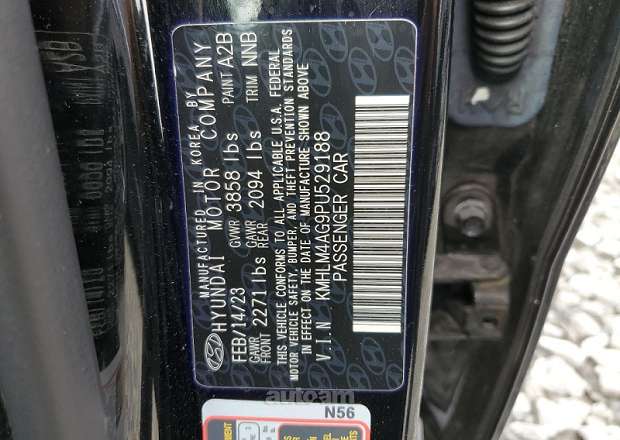 MANUFACTURED IN KOREA BY
HYUNDAI MOTOR COMPANY
FEB/14/23 GVWR 3858 lbs PAINT A2B
GAWR FRONT 2271 lbs GAWR REAR 2094 lbs TRIM NNB
THIS VEHICLE CONFORMS TO ALL APPLICABLE U.S.A. FEDERAL
MOTOR VEHICLE SAFETY, BUMPER, AND THEFT PREVENTION STANDARDS
IN EFFECT ON THE DATE OF MANUFACTURE SHOWN ABOVE
V.I.N KMHLM4AG9PU529188
PASSENGER CAR
autoam
N56